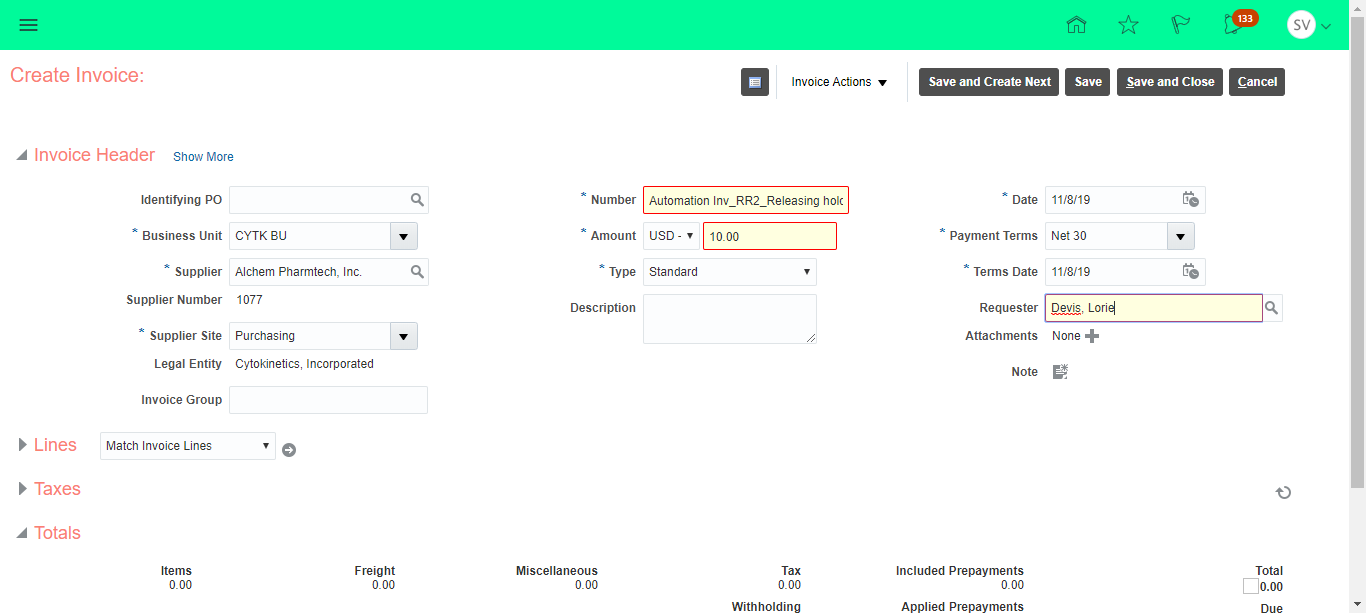 133
SV
Create Invoice:
Invoice Actions
Save and Create Next
Save
Save and Close
Cancel
Invoice Header Show More
Identifying PO
* Number Automation Inv_RR2_Releasing hold
* Date 11/8/19
* Business Unit CYTK BU
* Amount USD - 10.00
* Payment Terms Net 30
* Supplier Alchem Pharmtech, Inc.
* Type Standard
* Terms Date 11/8/19
Supplier Number 1077
Description
Requester Devis, Lorie
* Supplier Site Purchasing
Attachments None
Legal Entity Cytokinetics, Incorporated
Note
Invoice Group
Lines Match Invoice Lines
Taxes
Totals
Items Freight Miscellaneous Tax Included Prepayments Total
0.00 0.00 0.00 0.00 0.00 0.00
Withholding Applied Prepayments Due